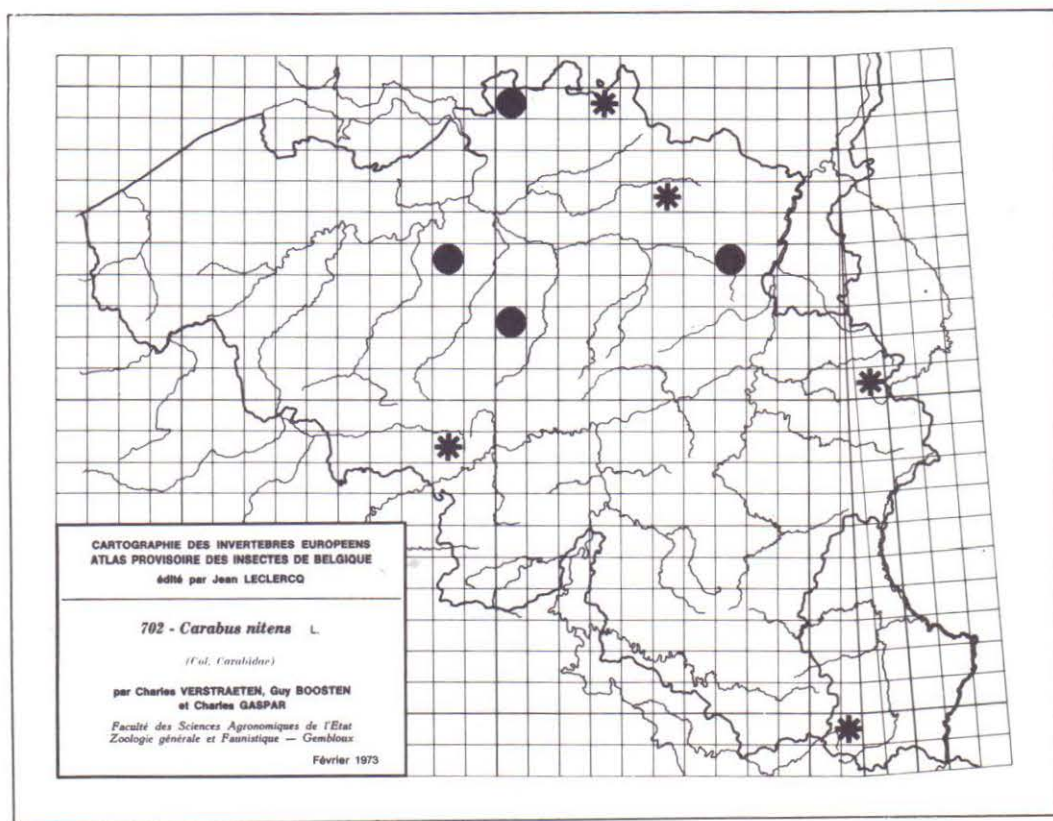 CARTOGRAPHIE DES INVERTEBRES EUROPEENS
ATLAS PROVISOIRE DES INSECTES DE BELGIQUE
édité par Jean LECLERCQ
702 - Carabus nitens L.
(Col. Carabidae)
par Charles VERSTRAETEN, Guy BOOSTEN
et Charles GASPAR
Faculté des Sciences Agronomiques de l'Etat
Zoologie générale et Faunistique — Gembloux
Février 1973